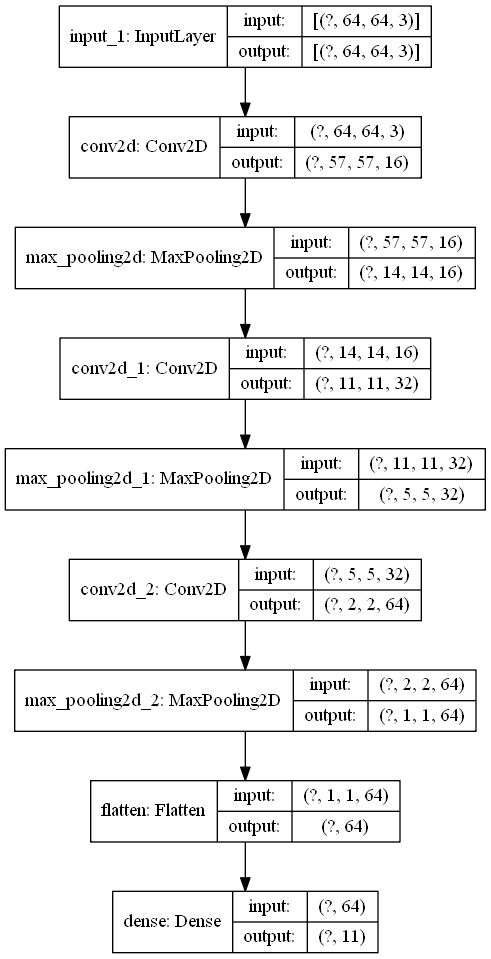 input_1: InputLayer
input: [(?, 64, 64, 3)]
output: [(?, 64, 64, 3)]
conv2d: Conv2D
input: (?, 64, 64, 3)
output: (?, 57, 57, 16)
max_pooling2d: MaxPooling2D
input: (?, 57, 57, 16)
output: (?, 14, 14, 16)
conv2d_1: Conv2D
input: (?, 14, 14, 16)
output: (?, 11, 11, 32)
max_pooling2d_1: MaxPooling2D
input: (?, 11, 11, 32)
output: (?, 5, 5, 32)
conv2d_2: Conv2D
input: (?, 5, 5, 32)
output: (?, 2, 2, 64)
max_pooling2d_2: MaxPooling2D
input: (?, 2, 2, 64)
output: (?, 1, 1, 64)
flatten: Flatten
input: (?, 1, 1, 64)
output: (?, 64)
dense: Dense
input: (?, 64)
output: (?, 11)